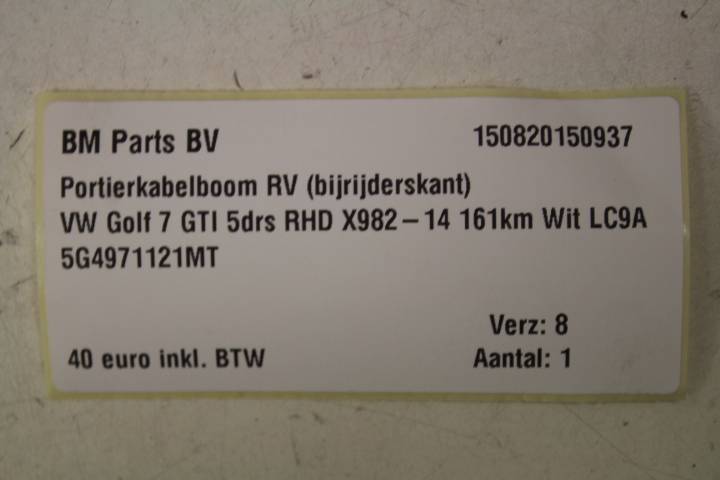 BM Parts BV 150820150937
Portierkabelboom RV (bijrijderskant)
VW Golf 7 GTI 5drs RHD X982-14 161km Wit LC9A
5G4971121MT
Verz: 8
40 euro inkl. BTW Aantal: 1